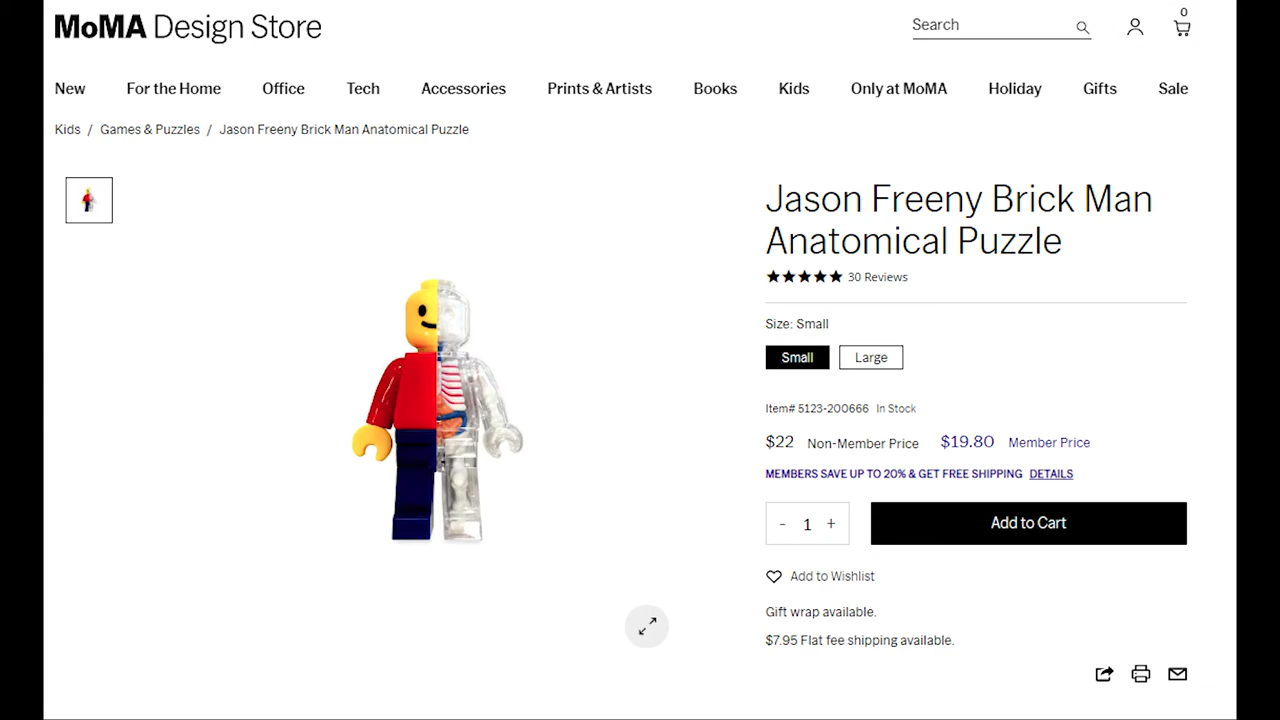 MoMA Design Store
Search
0
New For the Home Office Tech Accessories Prints & Artists Books Kids Only at MoMA Holiday Gifts Sale
Kids / Games & Puzzles / Jason Freeny Brick Man Anatomical Puzzle
Jason Freeny Brick Man
Anatomical Puzzle
★★★★★ 30 Reviews
Size: Small
Small Large
Item# 5123-200666 In Stock
$22 Non-Member Price $19.80 Member Price
MEMBERS SAVE UP TO 20% & GET FREE SHIPPING DETAILS
- 1 + Add to Cart
Add to Wishlist
Gift wrap available.
$7.95 Flat fee shipping available.